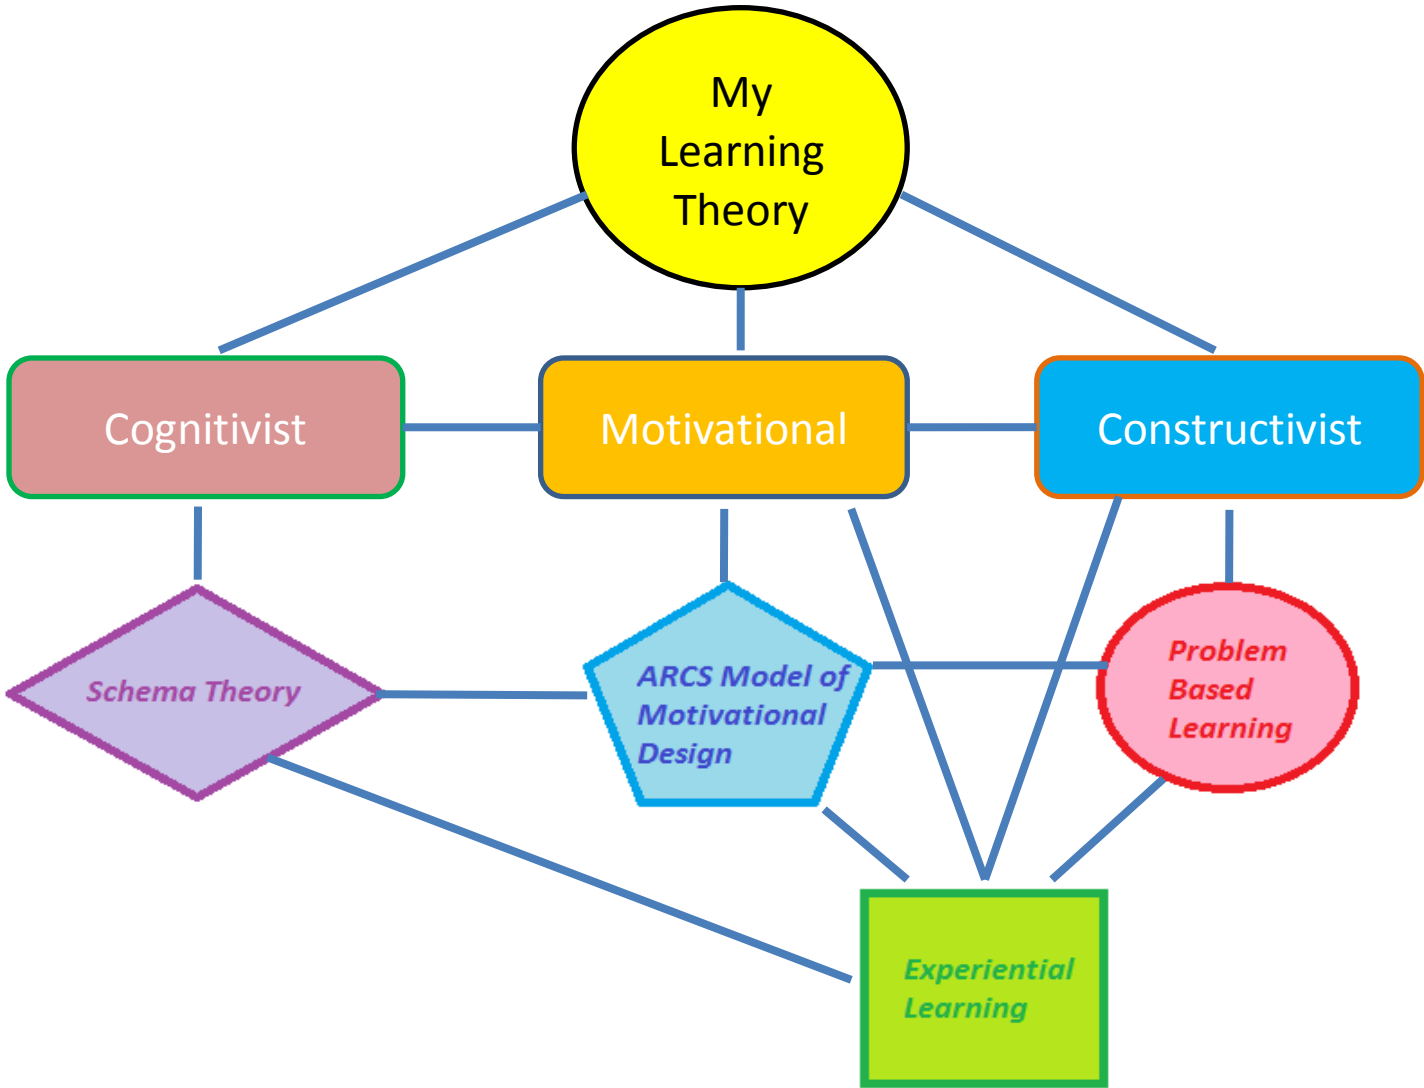 My
Learning
Theory
Cognitivist
Motivational
Constructivist
Schema Theory
ARCS Model of
Motivational
Design
Problem
Based
Learning
Experiential
Learning